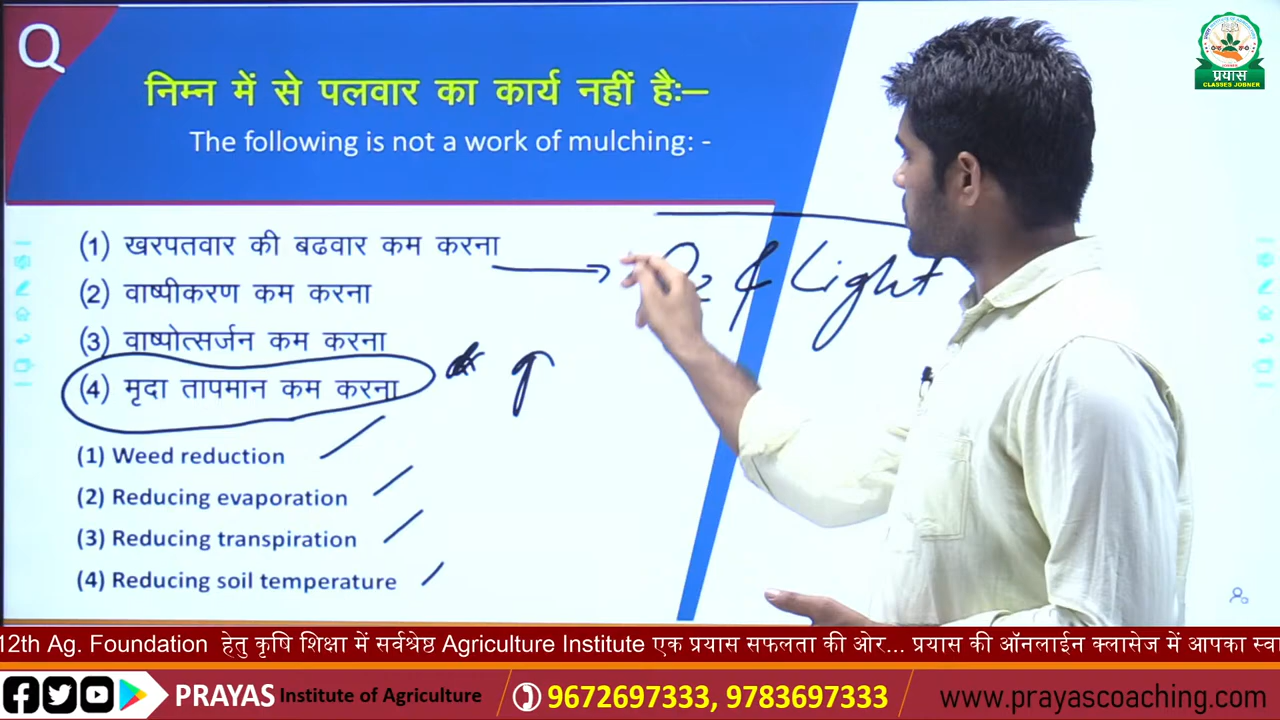 Q
निम्न में से पलवार का कार्य नहीं हैः–
The following is not a work of mulching: -
(1) खरपतवार की बढवार कम करना
(2) वाष्पीकरण कम करना
(3) वाष्पोत्सर्जन कम करना
(4) मृदा तापमान कम करना
& Light
(1) Weed reduction
(2) Reducing evaporation
(3) Reducing transpiration
(4) Reducing soil temperature
प्रयास
CLASSES JOBNER
12th Ag. Foundation हेतु कृषि शिक्षा में सर्वश्रेष्ठ Agriculture Institute एक प्रयास सफलता की ओर... प्रयास की ऑनलाईन क्लासेज में आपका स्वा
PRAYAS Institute of Agriculture
9672697333, 9783697333
www.prayascoaching.com